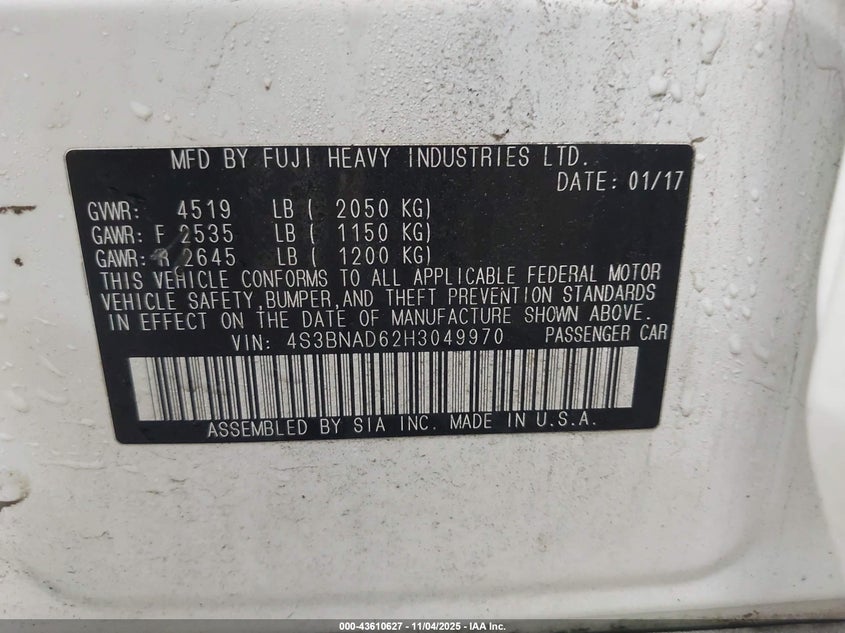 MFD BY FUJI HEAVY INDUSTRIES LTD.
DATE: 01/17
GVWR: 4519 LB ( 2050 KG)
GAWR: F 2535 LB ( 1150 KG)
GAWR: R 2645 LB ( 1200 KG)
THIS VEHICLE CONFORMS TO ALL APPLICABLE FEDERAL MOTOR
VEHICLE SAFETY, BUMPER, AND THEFT PREVENTION STANDARDS
IN EFFECT ON THE DATE OF MANUFACTURE SHOWN ABOVE.
VIN: 4S3BNAD62H3049970 PASSENGER CAR
ASSEMBLED BY SIA INC. MADE IN U.S.A.
000-43610627 - 11/04/2025 - IAA Inc.